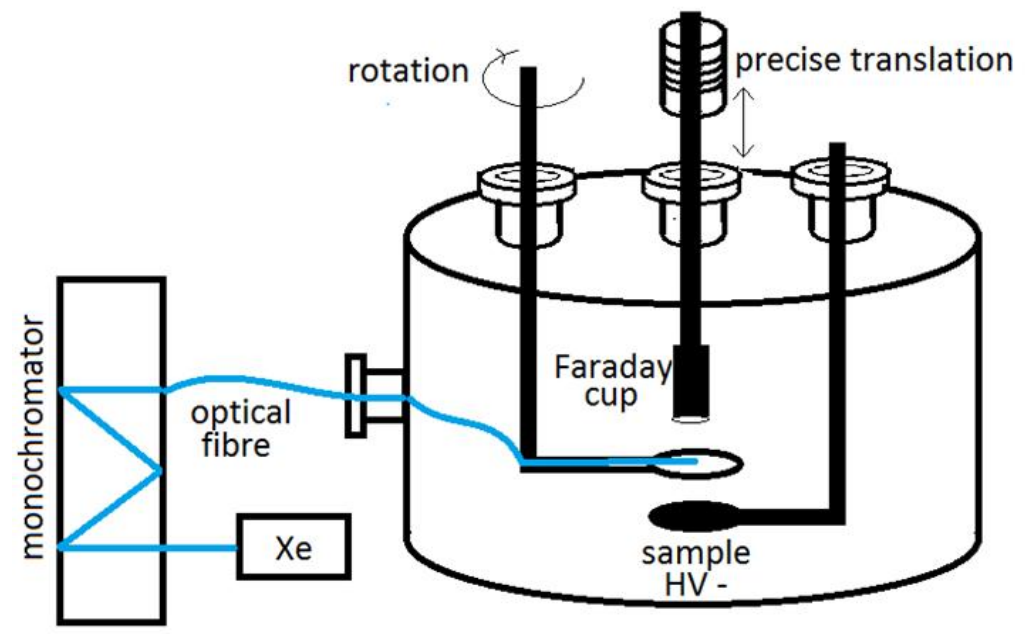 rotation
precise translation
monochromator
optical
fibre
Faraday
cup
Xe
sample
HV -